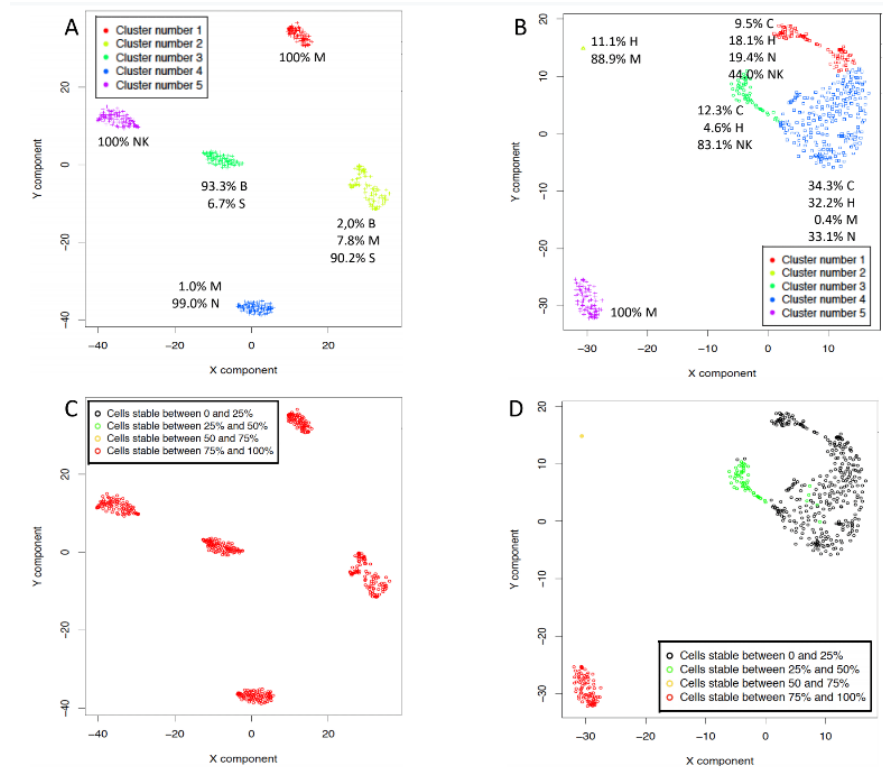 A
Cluster number 1
Cluster number 2
Cluster number 3
Cluster number 4
Cluster number 5
100% M
100% NK
93.3% B
6.7% S
2,0% B
7.8% M
90.2% S
1.0% M
99.0% N
Y component
20
0
−20
−40
−40
−20
0
20
X component
B
11.1% H
88.9% M
9.5% C
18.1% H
19.4% N
44.0% NK
12.3% C
4.6% H
83.1% NK
34.3% C
32.2% H
0.4% M
33.1% N
100% M
Cluster number 1
Cluster number 2
Cluster number 3
Cluster number 4
Cluster number 5
Y component
20
10
0
−10
−20
−30
−30
−20
−10
0
10
X component
C
Cells stable between 0 and 25%
Cells stable between 25% and 50%
Cells stable between 50 and 75%
Cells stable between 75% and 100%
Y component
20
0
−20
−40
−40
−20
0
20
X component
D
Cells stable between 0 and 25%
Cells stable between 25% and 50%
Cells stable between 50 and 75%
Cells stable between 75% and 100%
Y component
20
10
0
−10
−20
−30
−30
−20
−10
0
10
X component